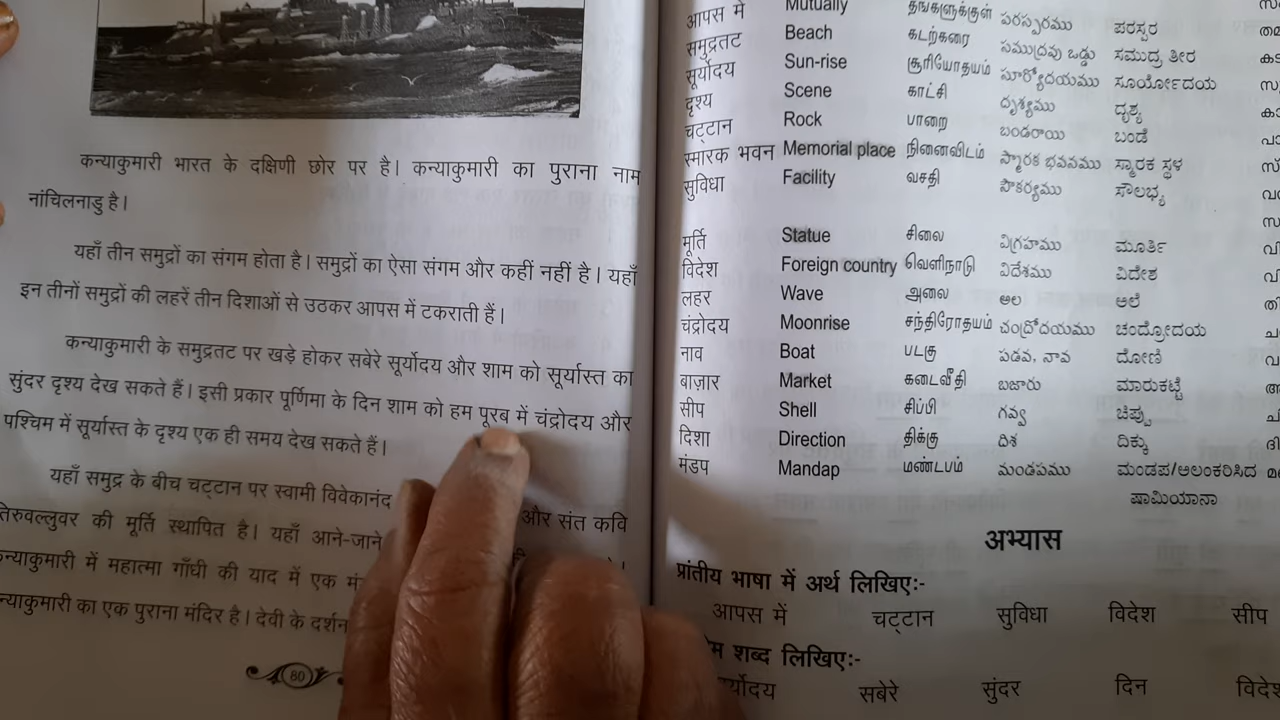 कन्याकुमारी भारत के दक्षिणी छोर पर है। कन्याकुमारी का पुराना नाम
नांचिलनाडु है।
यहाँ तीन समुद्रों का संगम होता है। समुद्रों का ऐसा संगम और कहीं नहीं है। यहाँ
इन तीनों समुद्रों की लहरें तीन दिशाओं से उठकर आपस में टकराती हैं।
कन्याकुमारी के समुद्रतट पर खड़े होकर सबेरे सूर्योदय और शाम को सूर्यास्त का
सुंदर दृश्य देख सकते हैं। इसी प्रकार पूर्णिमा के दिन शाम को हम पूरब में चंद्रोदय और
पश्चिम में सूर्यास्त के दृश्य एक ही समय देख सकते हैं।
यहाँ समुद्र के बीच चट्टान पर स्वामी विवेकानंद और संत कवि
तिरुवल्लुवर की मूर्ति स्थापित है। यहाँ आने-जाने
कन्याकुमारी में महात्मा गाँधी की याद में एक
कन्याकुमारी का एक पुराना मंदिर है। देवी के दर्शन
80
आपस में Mutually தங்களுக்குள் పరస్పరము ಪರಸ್ಪರ
समुद्रतट Beach கடற்கரை సముద్రపు ఒడ్డు ಸಮುದ್ರ ತೀರ
सूर्योदय Sun-rise சூரியோதயம் సూర్యోదయము ಸೂರ್ಯೋದಯ
दृश्य Scene காட்சி దృశ్యము ದೃಶ್ಯ
चट्टान Rock பாறை బండరాయి ಬಂಡೆ
स्मारक भवन Memorial place நினைவிடம் స్మారక భవనము ಸ್ಮಾರಕ ಸ್ಥಳ
सुविधा Facility வசதி సౌకర్యము ಸೌಲಭ್ಯ
मूर्ति Statue சிலை విగ్రహము ಮೂರ್ತಿ
विदेश Foreign country வெளிநாடு విదేశము ವಿದೇಶ
लहर Wave அலை అల ಅಲೆ
चंद्रोदय Moonrise சந்திரோதயம் చంద్రోదయము ಚಂದ್ರೋದಯ
नाव Boat படகு పడవ, నావ ದೋಣಿ
बाज़ार Market கடைவீதி బజారు ಮಾರುಕಟ್ಟೆ
सीप Shell சிப்பி గవ్వ ಚಿಪ್ಪು
दिशा Direction திக்கு దిశ ದಿಕ್ಕು
मंडप Mandap மண்டபம் మండపము ಮಂಡಪ/ಅಲಂಕರಿಸಿದ
ಷಾಮಿಯಾನಾ
अभ्यास
प्रांतीय भाषा में अर्थ लिखिए:-
आपस में चट्टान सुविधा विदेश सीप
शब्द लिखिए:-
सबेरे सुंदर दिन विदेश